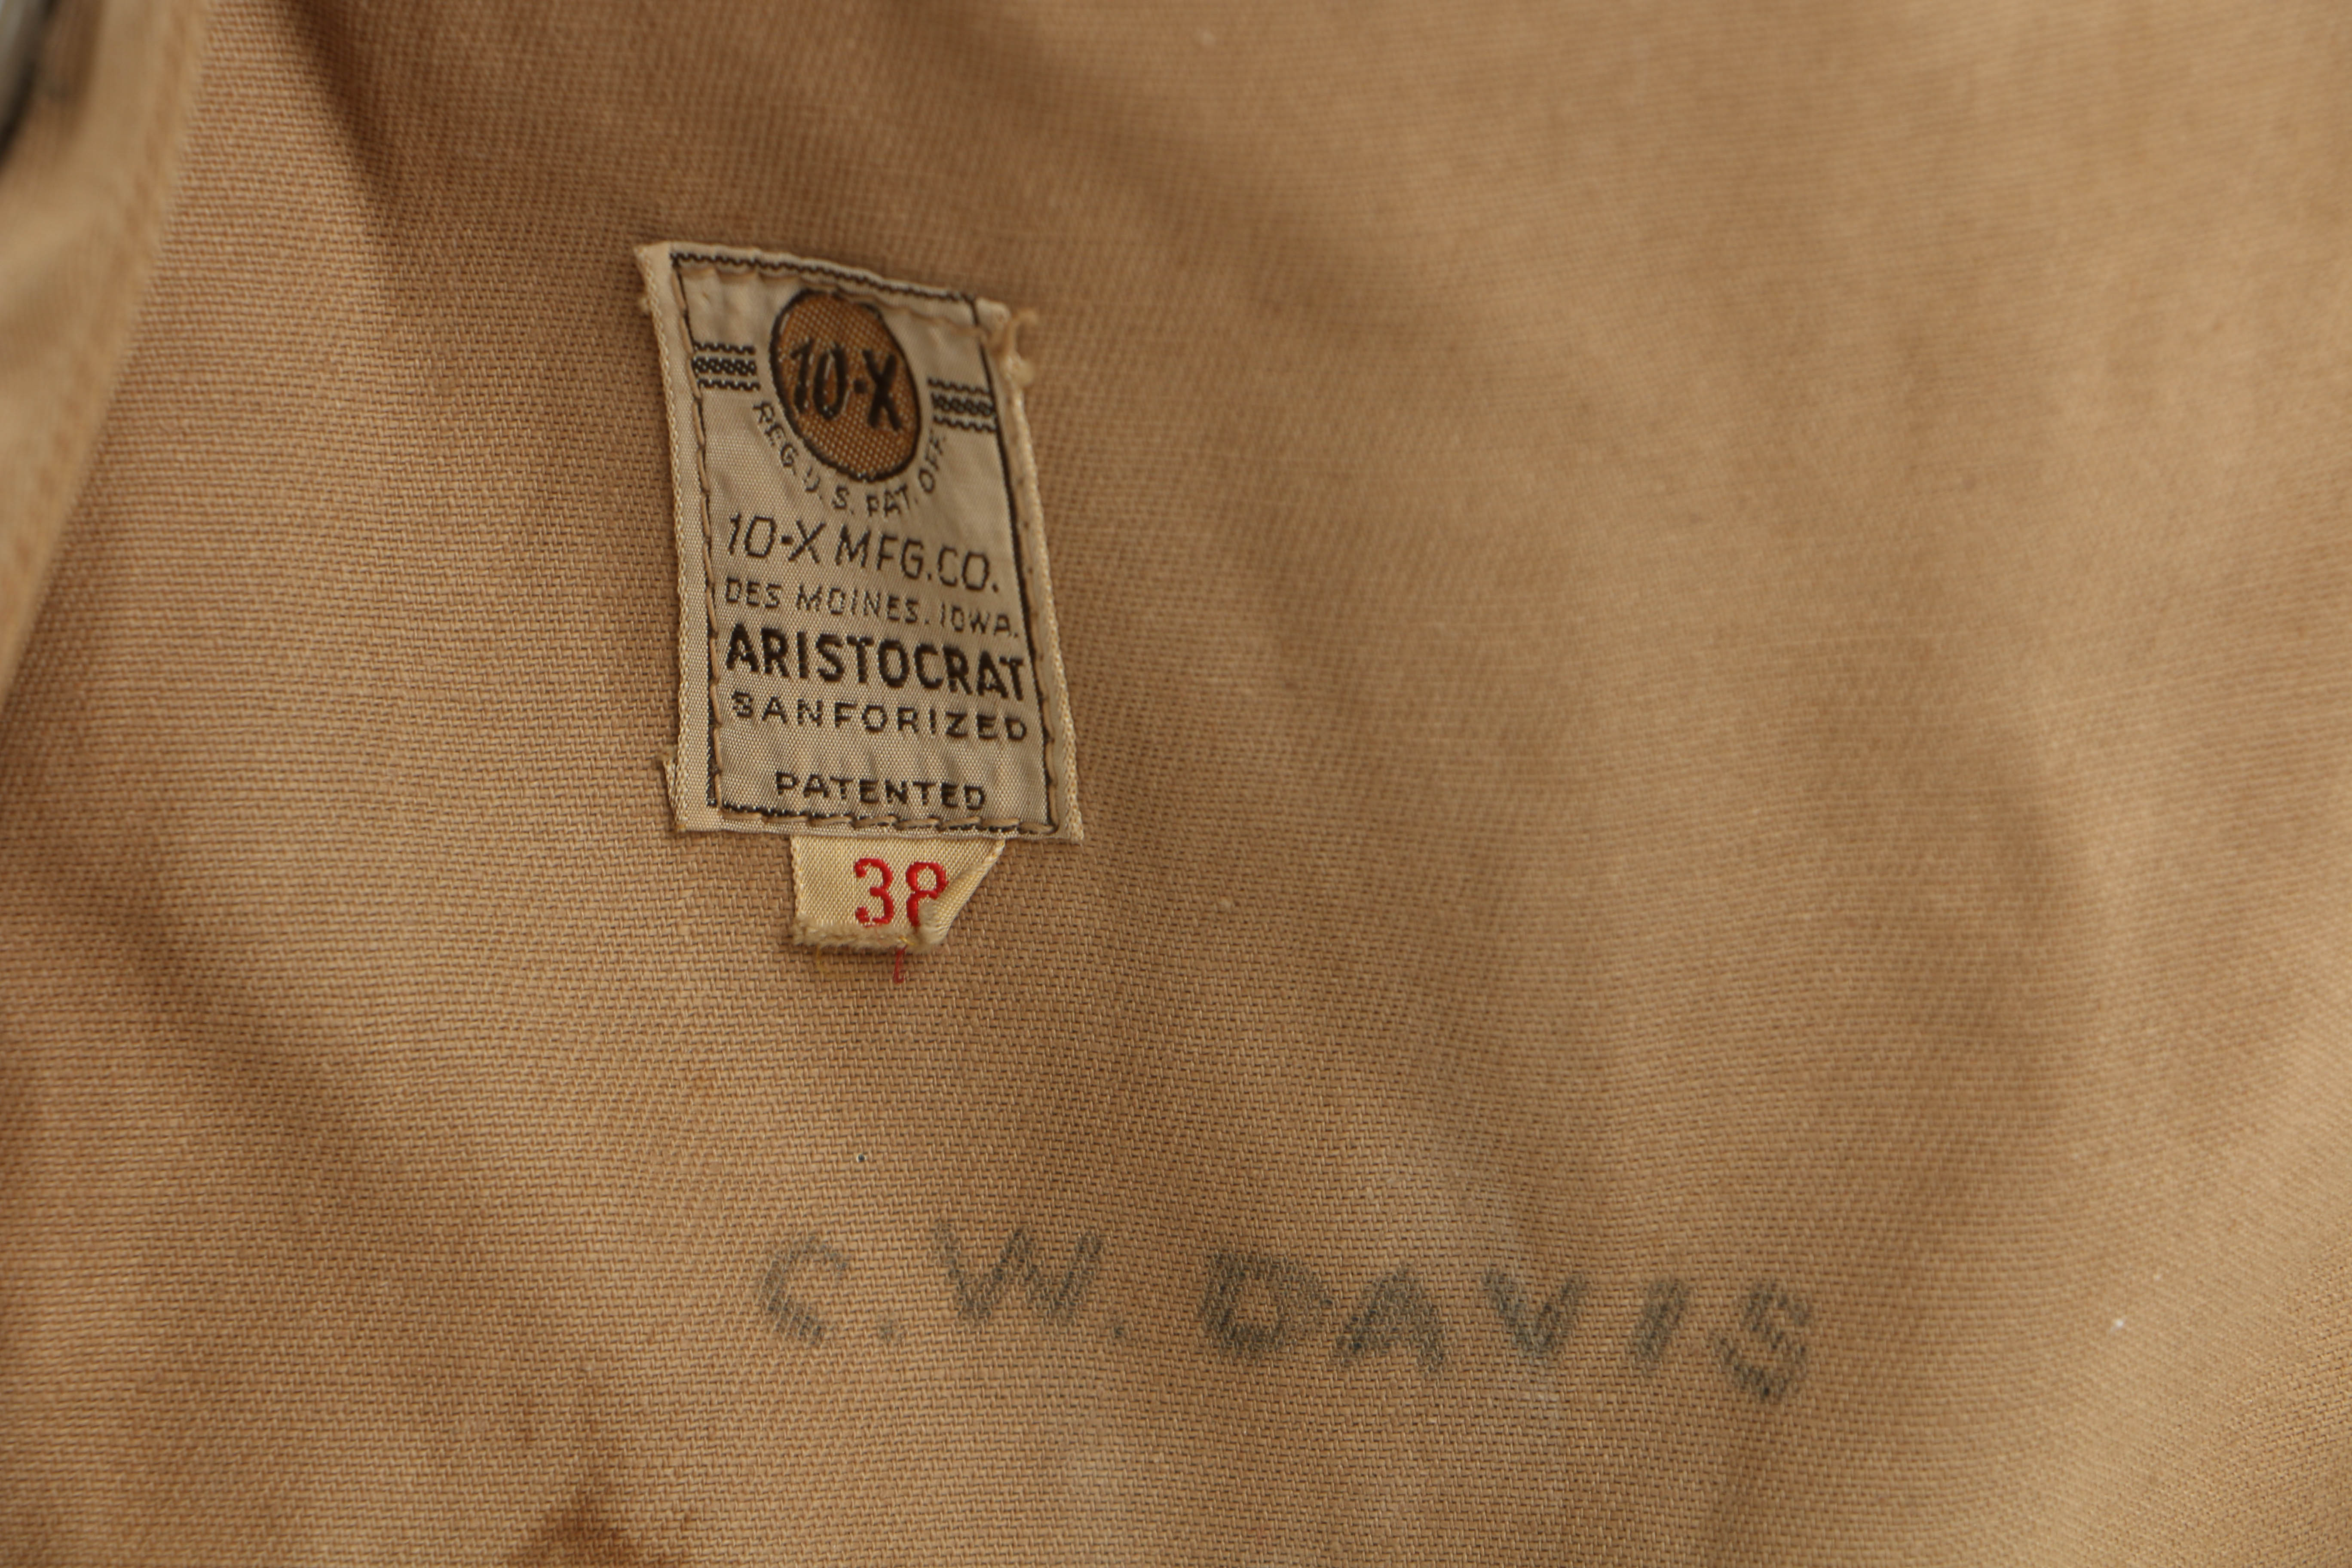 10-X
REG. U.S. PAT. OFF.
10-X MFG.CO.
DES MOINES, IOWA.
ARISTOCRAT
SANFORIZED
PATENTED
38
C.W. DAVIS